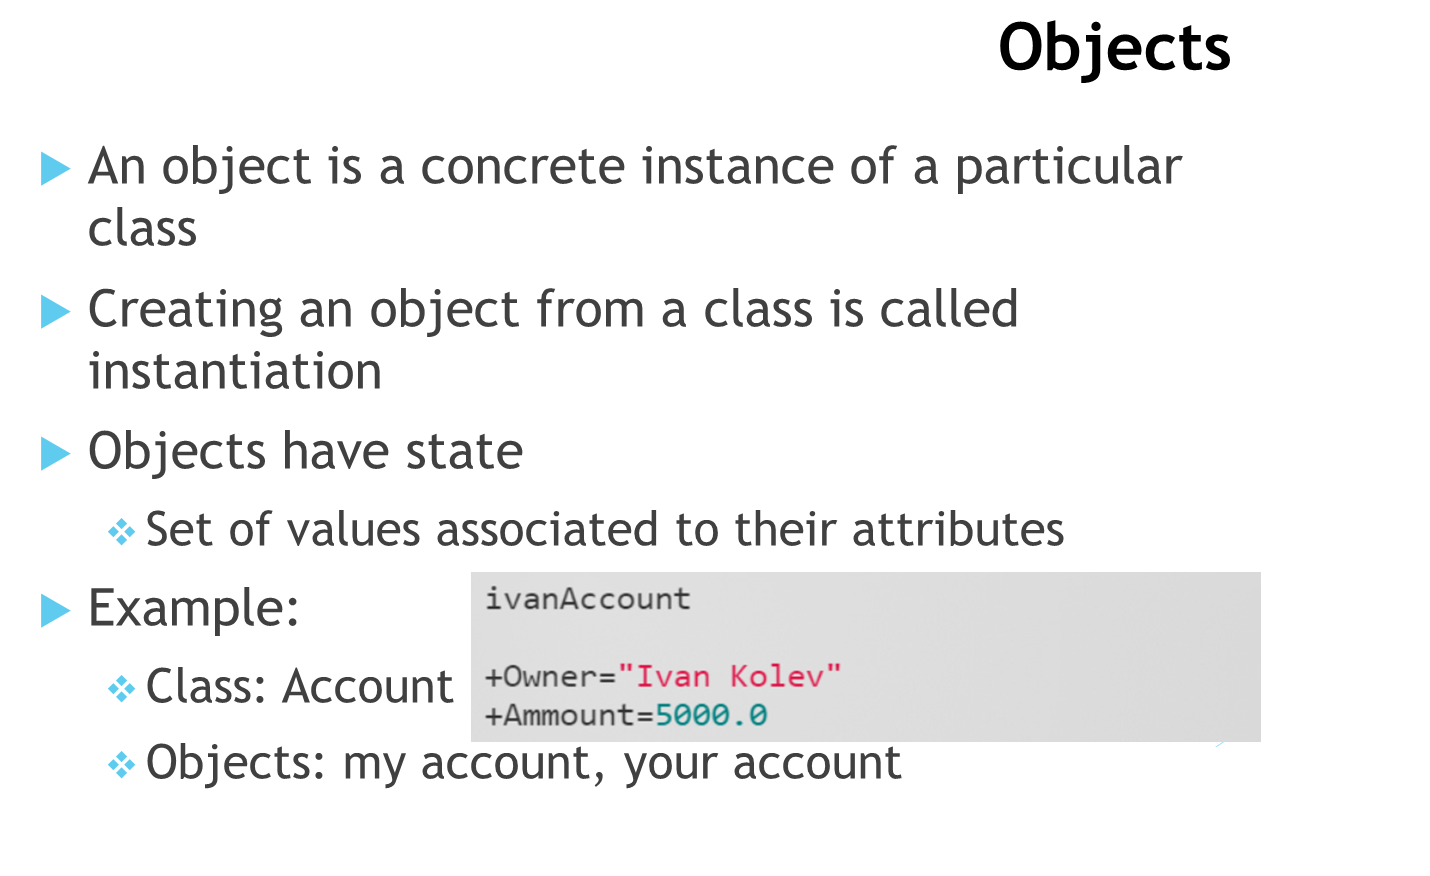 Objects
An object is a concrete instance of a particular
class
Creating an object from a class is called
instantiation
Objects have state
Set of values associated to their attributes
Example:
ivanAccount
Class: Account
+Owner="Ivan Kolev"
+Ammount=5000.0
Objects: my account, your account